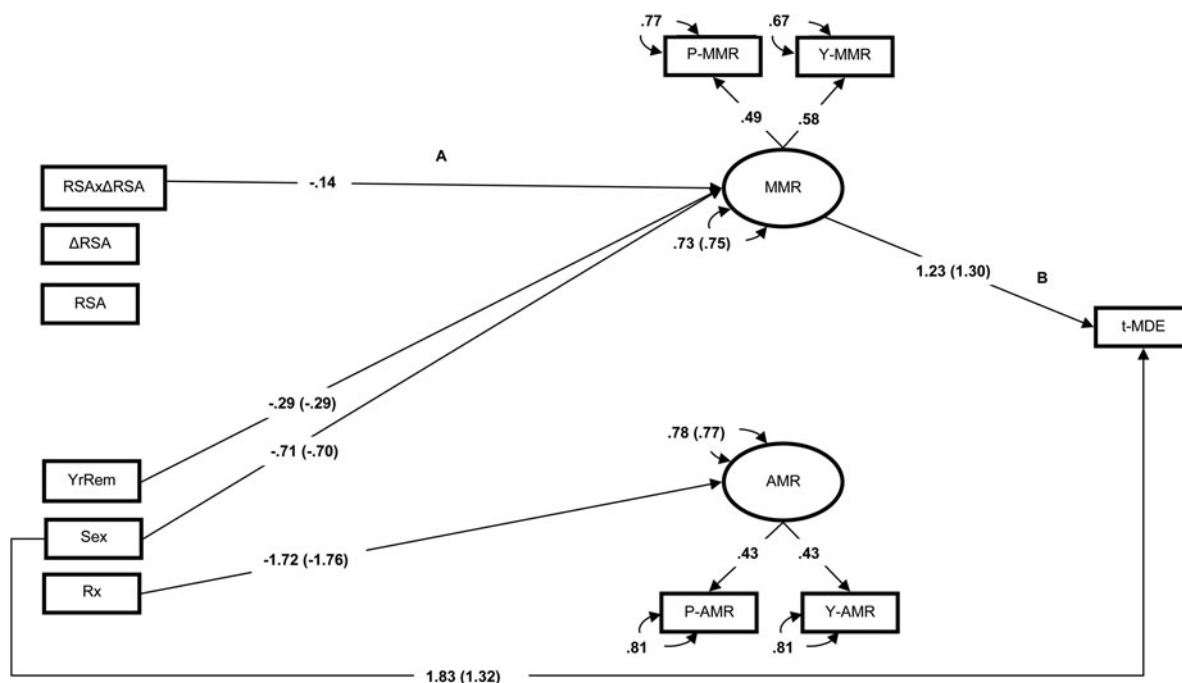 .77
.67
P-MMR
Y-MMR
.49
.58
A
RSAxΔRSA
-.14
MMR
ΔRSA
.73 (.75)
1.23 (1.30)
B
RSA
t-MDE
-.29 (-.29)
-.71 (-.70)
.78 (.77)
YrRem
AMR
Sex
-1.72 (-1.76)
.43
.43
Rx
P-AMR
Y-AMR
.81
.81
1.83 (1.32)